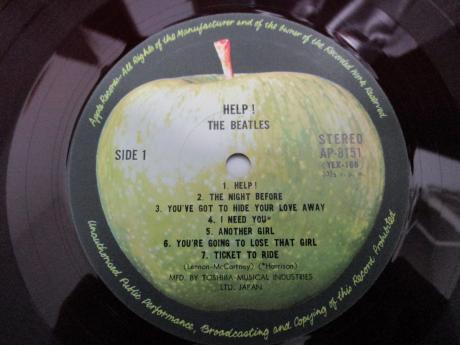 Apple Records-All Rights of the Manufacturer and of the Owner of the Recorded Work Reserved.
HELP!
THE BEATLES
SIDE 1
STEREO
AP-8151
(YEX-168
33⅓ r. p. m.
1. HELP!
2. THE NIGHT BEFORE
3. YOU'VE GOT TO HIDE YOUR LOVE AWAY
4. I NEED YOU*
5. ANOTHER GIRL
6. YOU'RE GOING TO LOSE THAT GIRL
7. TICKET TO RIDE
(Lennon-McCartney) (*Harrison)
MFD. BY TOSHIBA MUSICAL INDUSTRIES
LTD. JAPAN
Unauthorised Public Performance, Broadcasting and Copying of this Record Prohibited